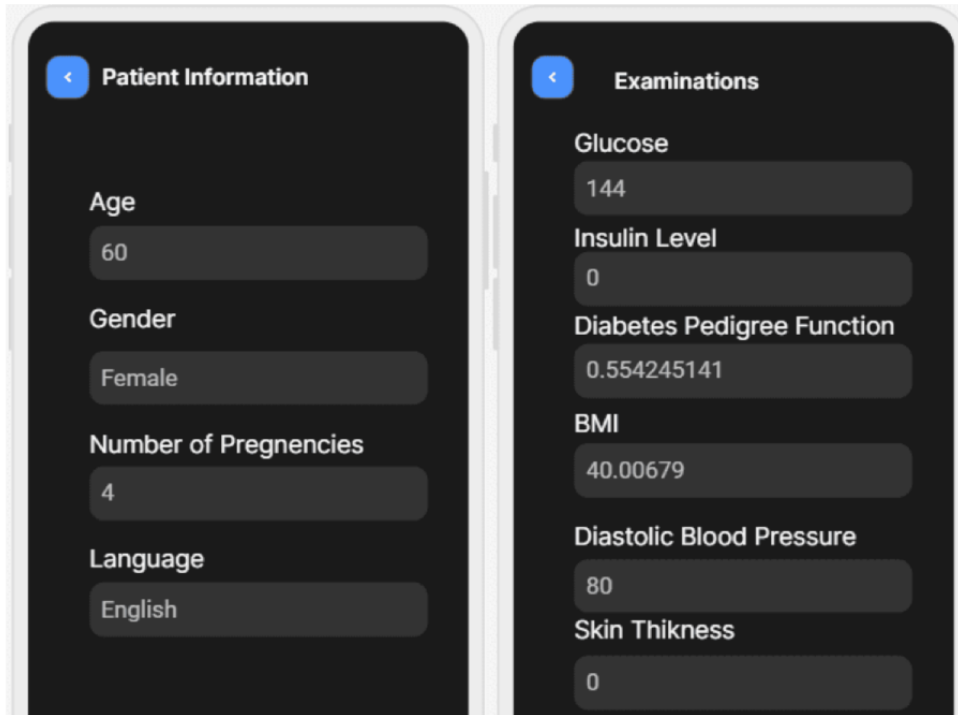 Patient Information
Age
60
Gender
Female
Number of Pregnencies
4
Language
English
Examinations
Glucose
144
Insulin Level
0
Diabetes Pedigree Function
0.554245141
BMI
40.00679
Diastolic Blood Pressure
80
Skin Thikness
0